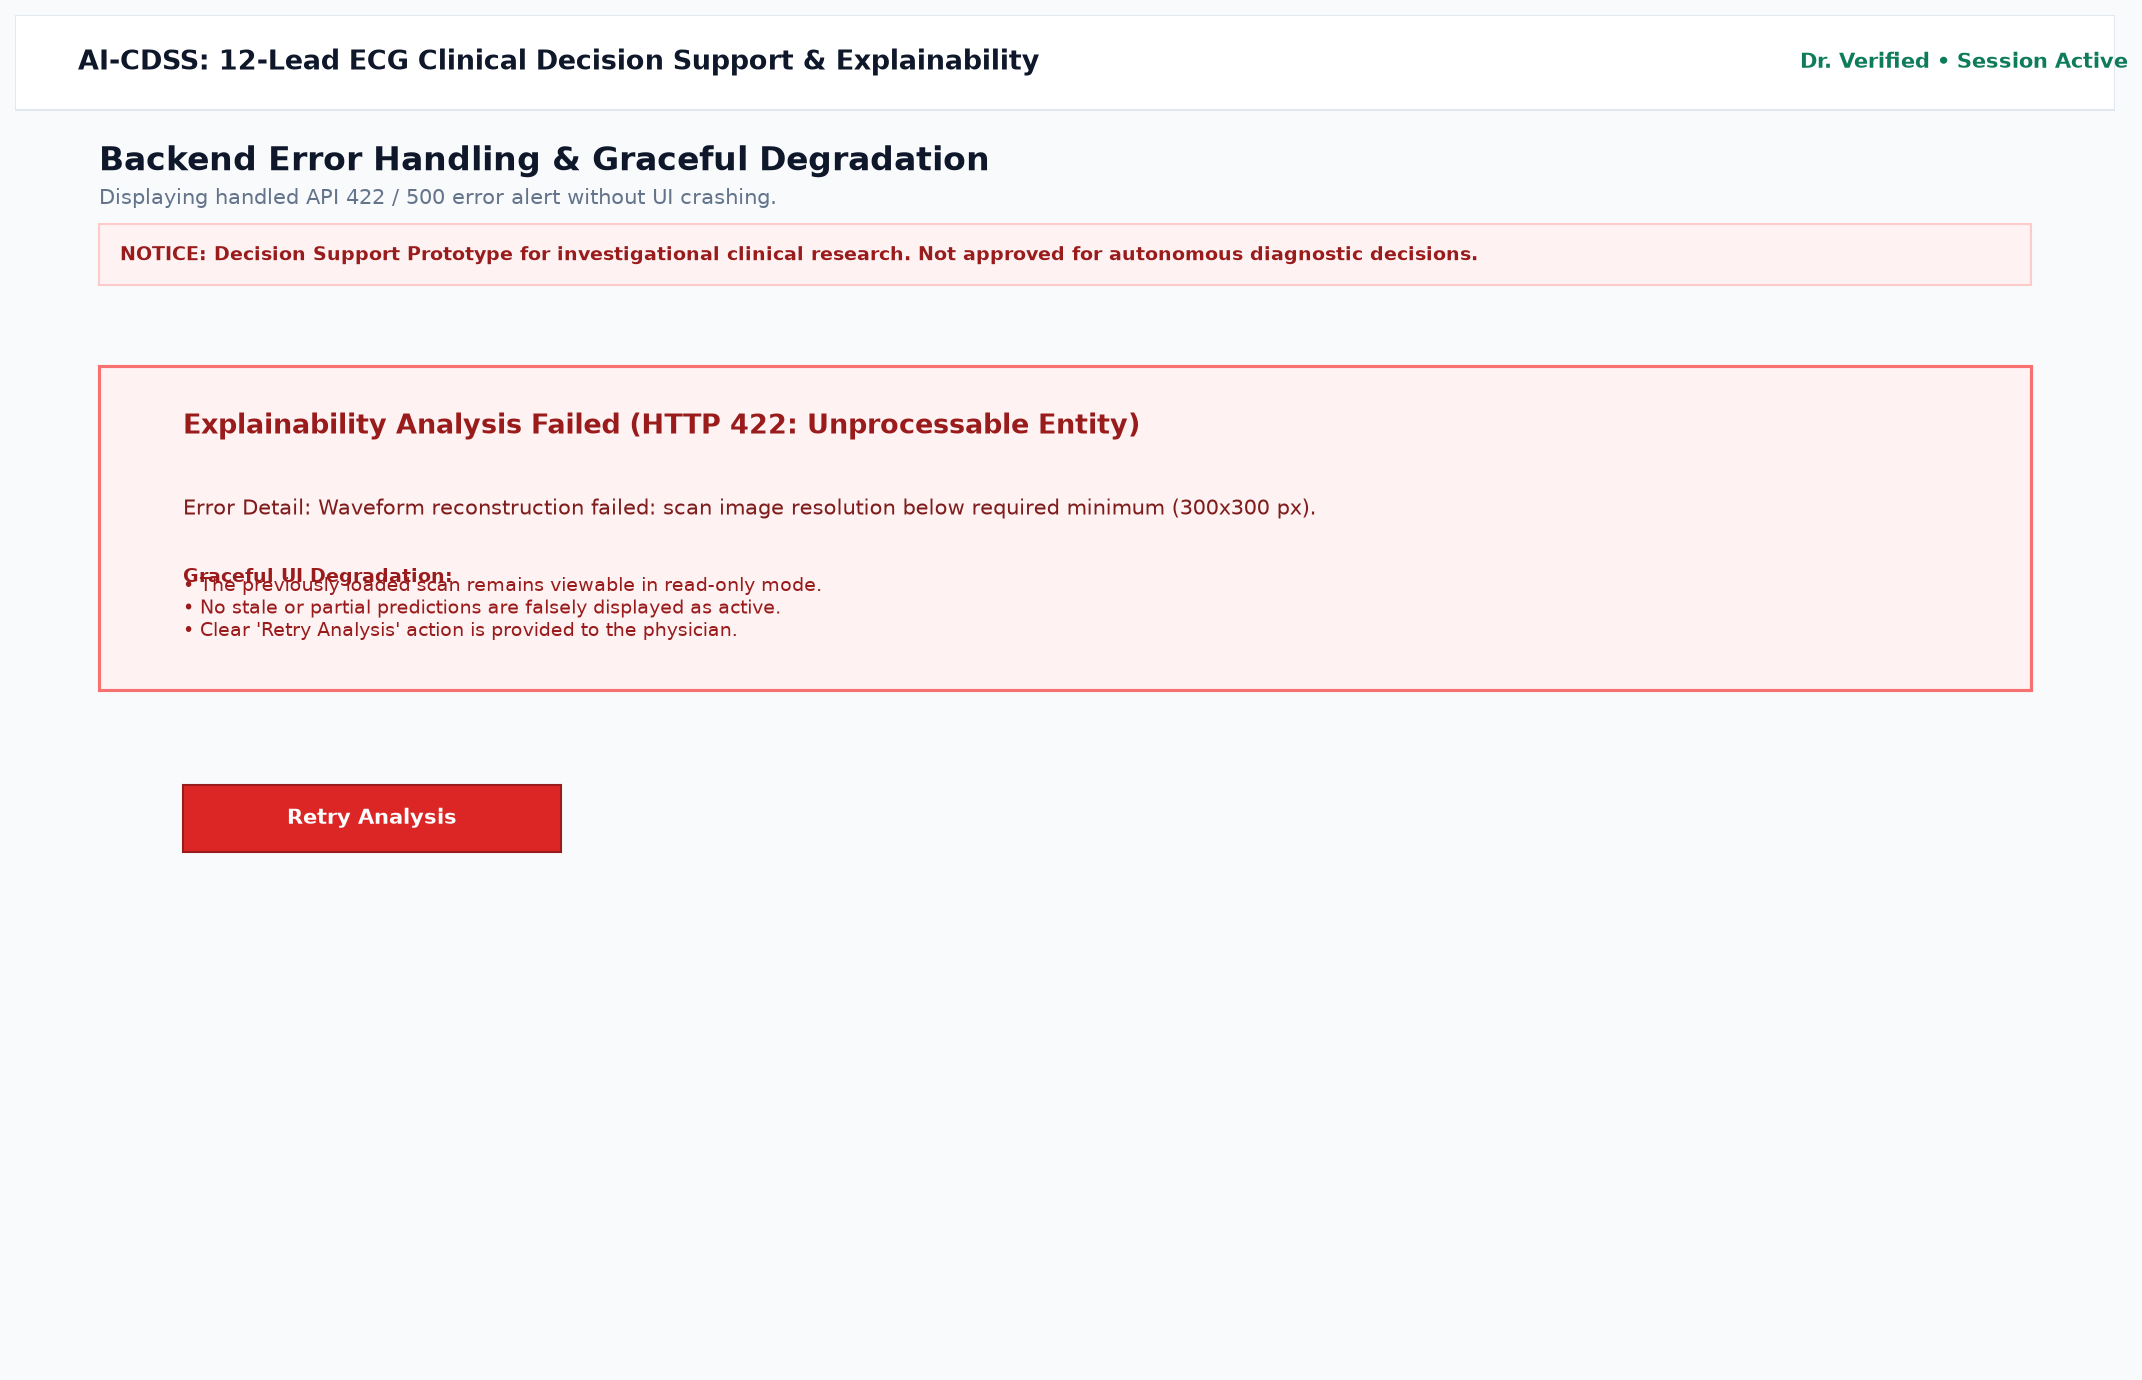 AI-CDSS: 12-Lead ECG Clinical Decision Support & Explainability
Dr. Verified • Session Active
Backend Error Handling & Graceful Degradation
Displaying handled API 422 / 500 error alert without UI crashing.
NOTICE: Decision Support Prototype for investigational clinical research. Not approved for autonomous diagnostic decisions.
Explainability Analysis Failed (HTTP 422: Unprocessable Entity)
Error Detail: Waveform reconstruction failed: scan image resolution below required minimum (300x300 px).
Graceful UI Degradation:
• The previously loaded scan remains viewable in read-only mode.
• No stale or partial predictions are falsely displayed as active.
• Clear 'Retry Analysis' action is provided to the physician.
Retry Analysis